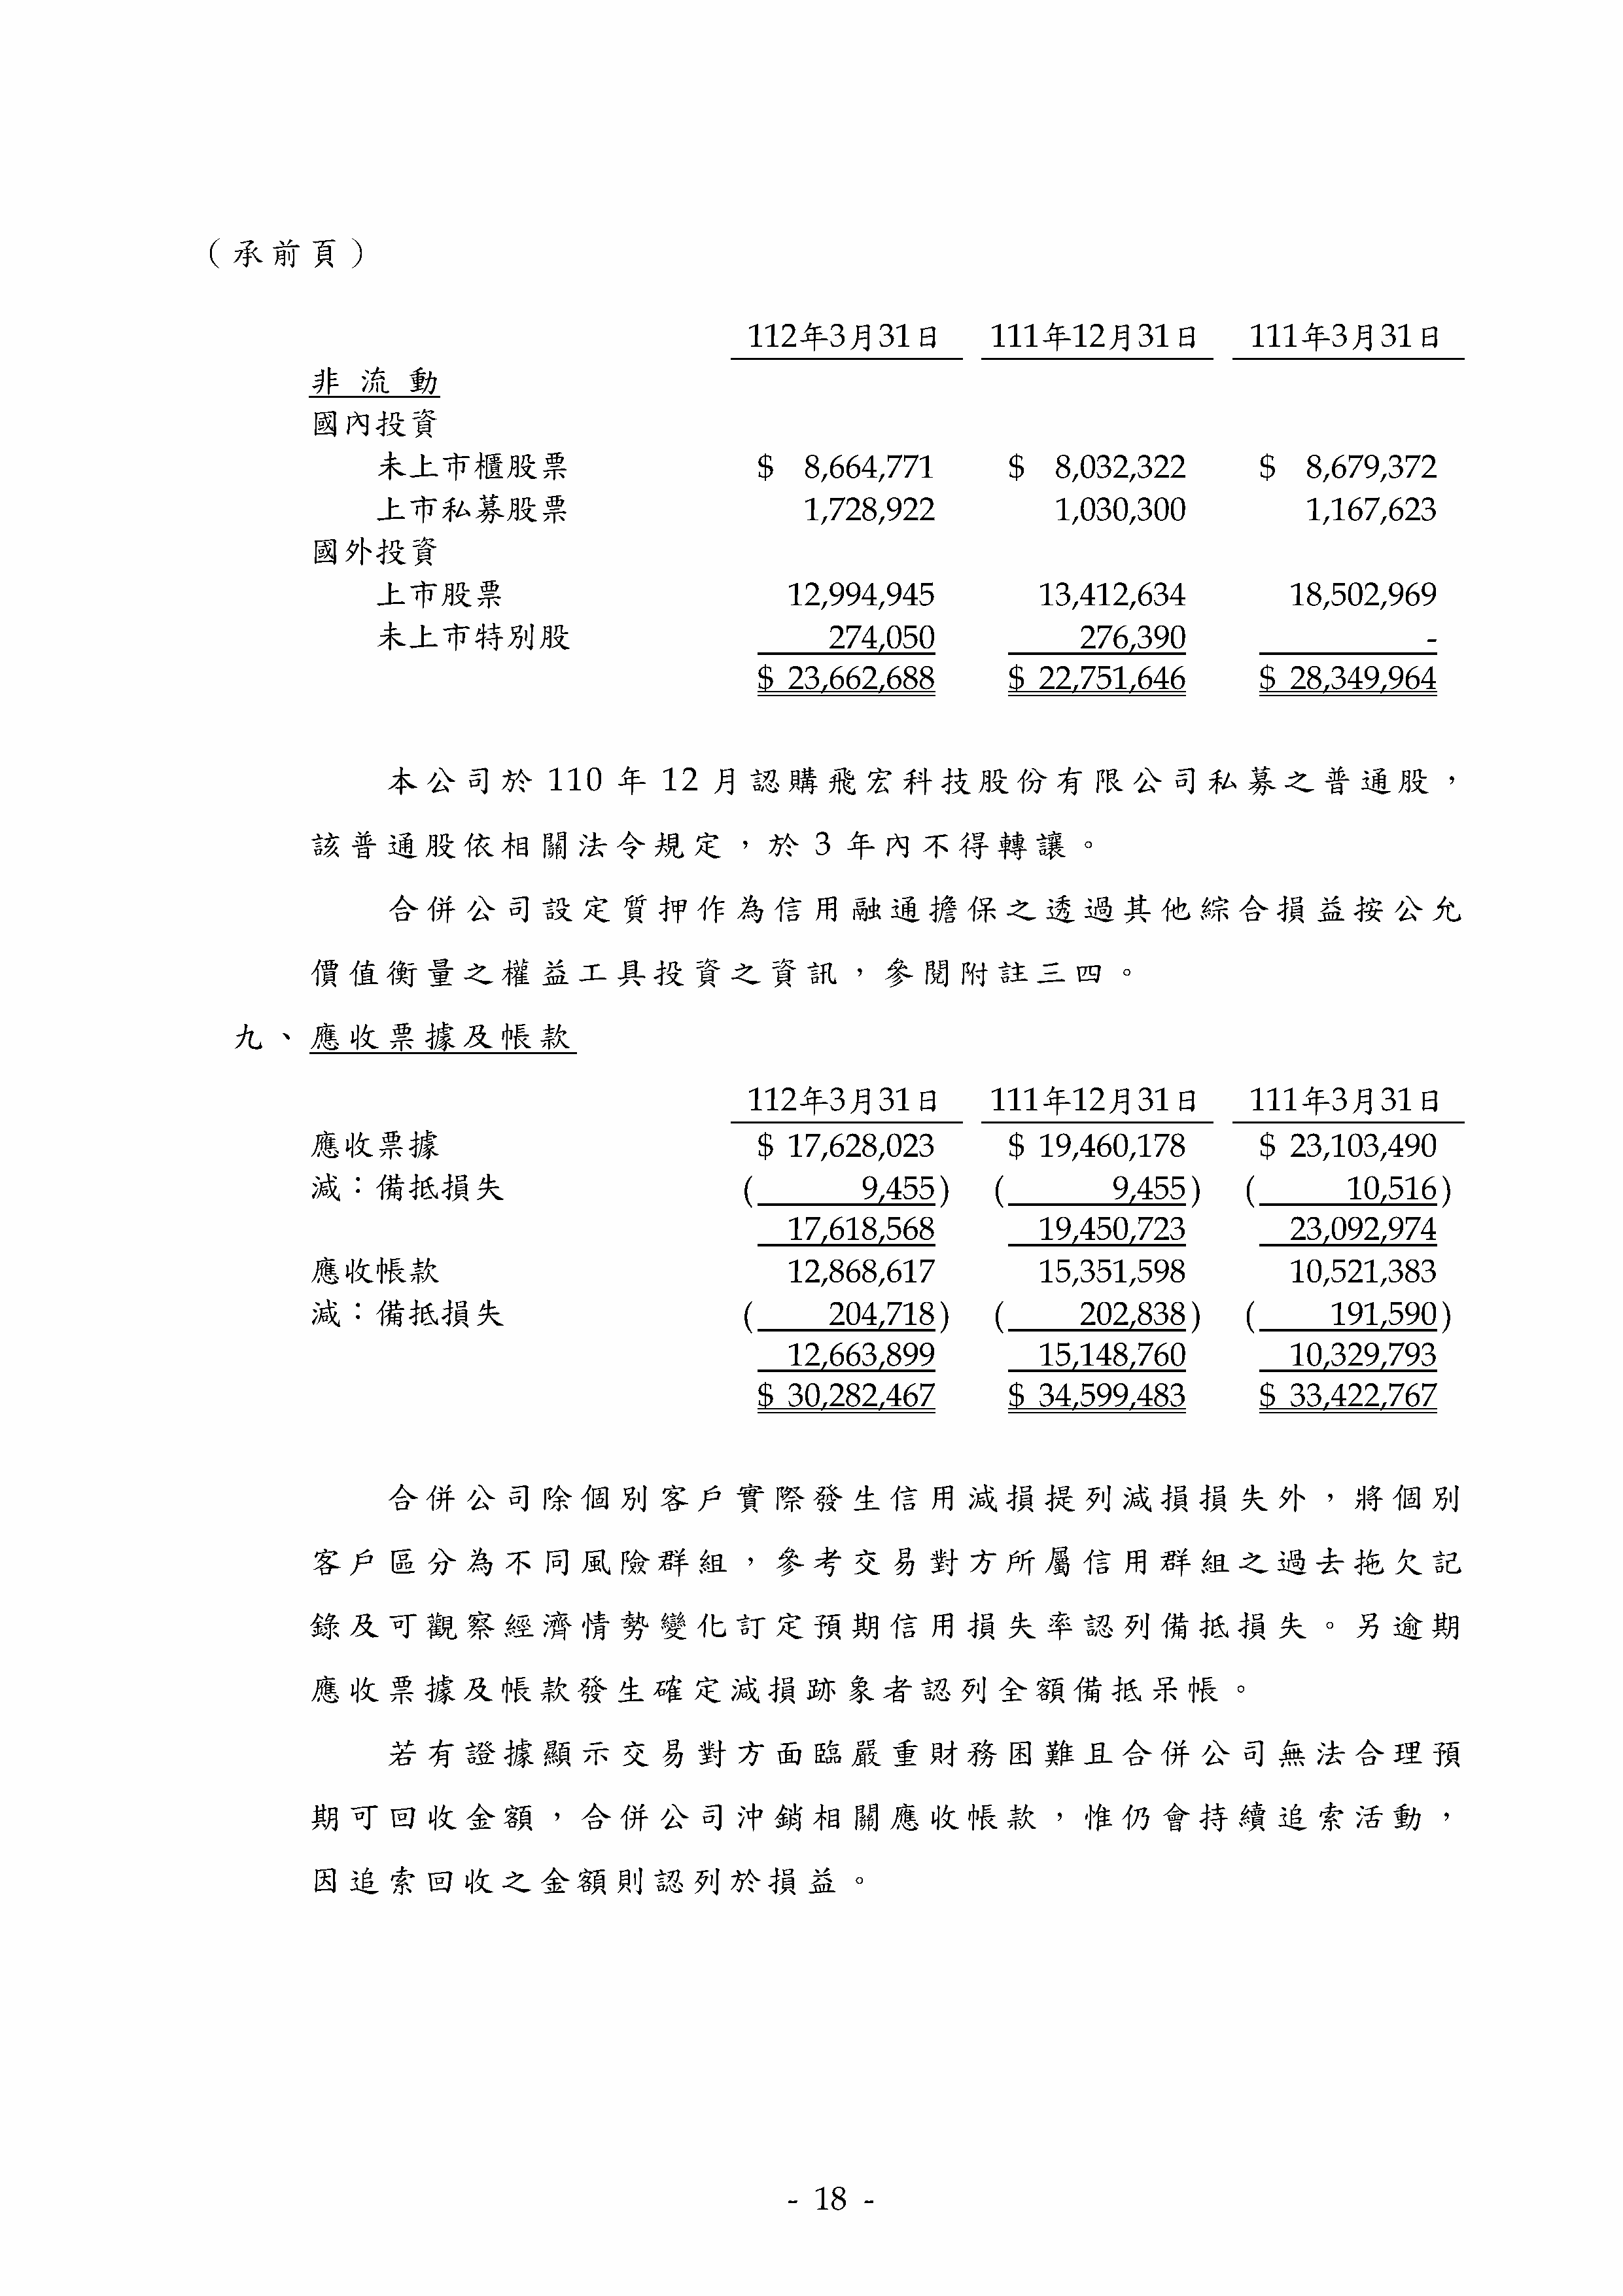 （承前頁）
112年3月31日 111年12月31日 111年3月31日
非流動
國內投資
未上市櫃股票 $ 8,664,771 $ 8,032,322 $ 8,679,372
上市私募股票 1,728,922 1,030,300 1,167,623
國外投資
上市股票 12,994,945 13,412,634 18,502,969
未上市特別股 274,050 276,390 -
$ 23,662,688 $ 22,751,646 $ 28,349,964
本公司於 110 年 12 月認購飛宏科技股份有限公司私募之普通股，
該普通股依相關法令規定，於 3 年內不得轉讓。
合併公司設定質押作為信用融通擔保之透過其他綜合損益按公允
價值衡量之權益工具投資之資訊，參閱附註三四。
九、應收票據及帳款
112年3月31日 111年12月31日 111年3月31日
應收票據 $ 17,628,023 $ 19,460,178 $ 23,103,490
減：備抵損失 ( 9,455) ( 9,455) ( 10,516)
17,618,568 19,450,723 23,092,974
應收帳款 12,868,617 15,351,598 10,521,383
減：備抵損失 ( 204,718) ( 202,838) ( 191,590)
12,663,899 15,148,760 10,329,793
$ 30,282,467 $ 34,599,483 $ 33,422,767
合併公司除個別客戶實際發生信用減損提列減損損失外，將個別
客戶區分為不同風險群組，參考交易對方所屬信用群組之過去拖欠記
錄及可觀察經濟情勢變化訂定預期信用損失率認列備抵損失。另逾期
應收票據及帳款發生確定減損跡象者認列全額備抵呆帳。
若有證據顯示交易對方面臨嚴重財務困難且合併公司無法合理預
期可回收金額，合併公司沖銷相關應收帳款，惟仍會持續追索活動，
因追索回收之金額則認列於損益。
- 18 -